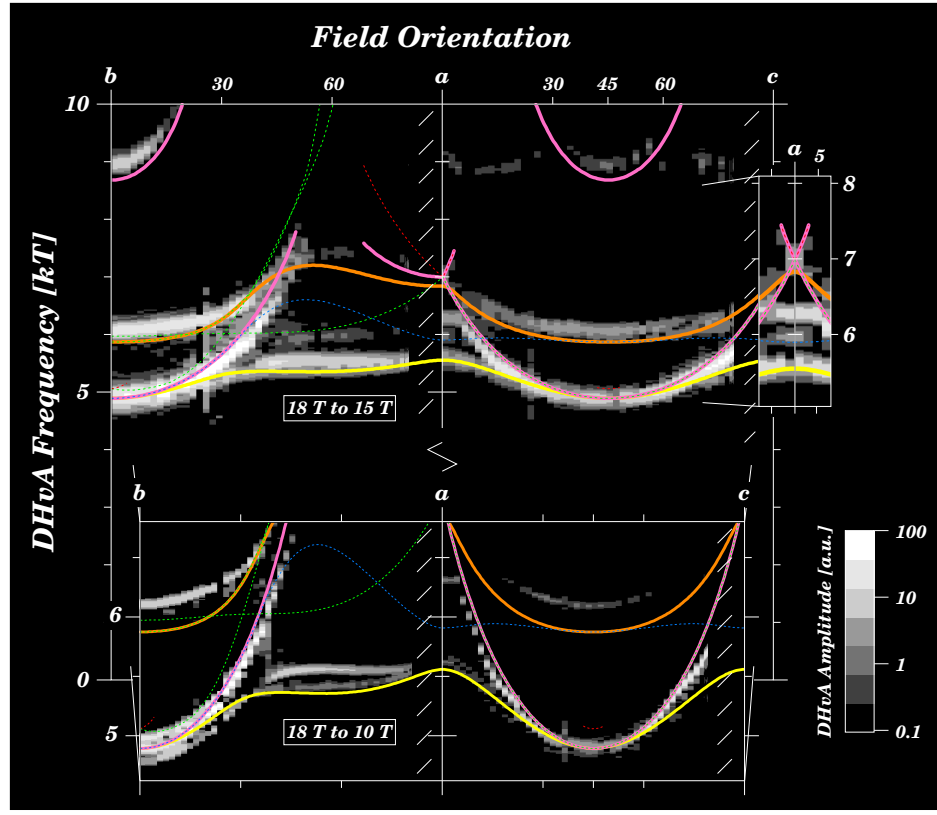 Field Orientation
b 30 60 a 30 45 60 c
10
a 5
8
7
6
5
DHvA Frequency [kT]
18 T to 15 T
b a c
6
0
5
18 T to 10 T
DHvA Amplitude [a.u.]
100
10
1
0.1